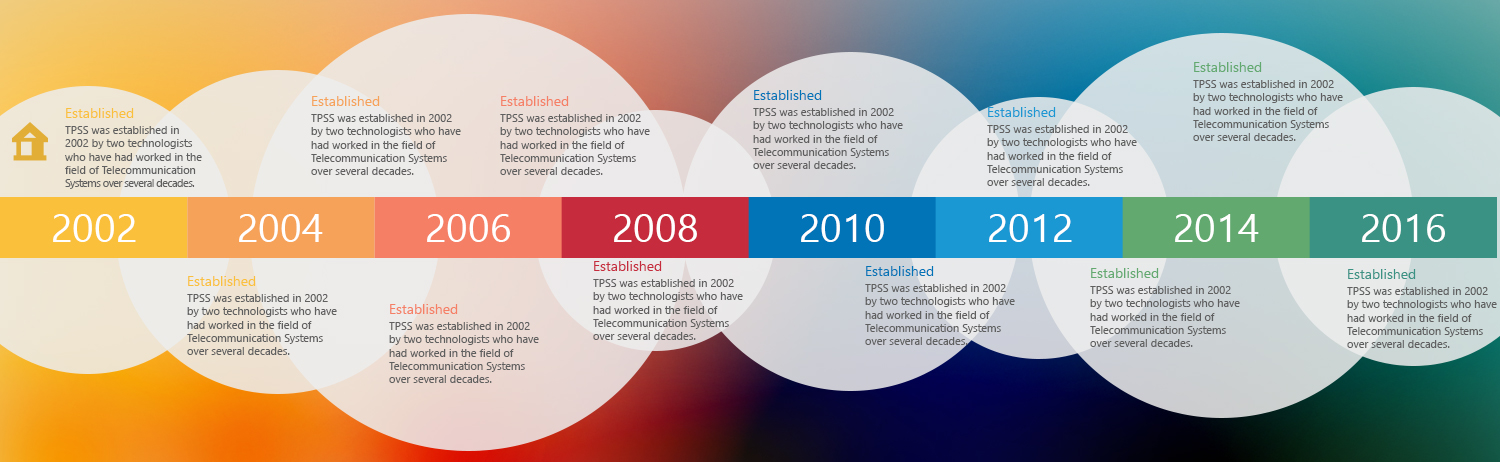 Established
TPSS was established in
2002 by two technologists
who have had worked in the
field of Telecommunication
Systems over several decades.
Established
TPSS was established in 2002
by two technologists who have
had worked in the field of
Telecommunication Systems
over several decades.
Established
TPSS was established in 2002
by two technologists who have
had worked in the field of
Telecommunication Systems
over several decades.
Established
TPSS was established in 2002
by two technologists who have
had worked in the field of
Telecommunication Systems
over several decades.
Established
TPSS was established in 2002
by two technologists who have
had worked in the field of
Telecommunication Systems
over several decades.
Established
TPSS was established in 2002
by two technologists who have
had worked in the field of
Telecommunication Systems
over several decades.
2002 2004 2006 2008 2010 2012 2014 2016
Established
TPSS was established in 2002
by two technologists who have
had worked in the field of
Telecommunication Systems
over several decades.
Established
TPSS was established in 2002
by two technologists who have
had worked in the field of
Telecommunication Systems
over several decades.
Established
TPSS was established in 2002
by two technologists who have
had worked in the field of
Telecommunication Systems
over several decades.
Established
TPSS was established in 2002
by two technologists who have
had worked in the field of
Telecommunication Systems
over several decades.
Established
TPSS was established in 2002
by two technologists who have
had worked in the field of
Telecommunication Systems
over several decades.
Established
TPSS was established in 2002
by two technologists who have
had worked in the field of
Telecommunication Systems
over several decades.